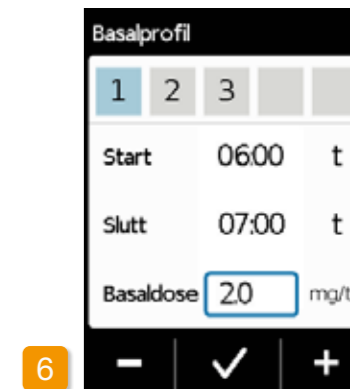 Basalprofil
1 2 3
Start 06:00 t
Slutt 07:00 t
Basaldose 2.0 mg/t
6 - ✓ +